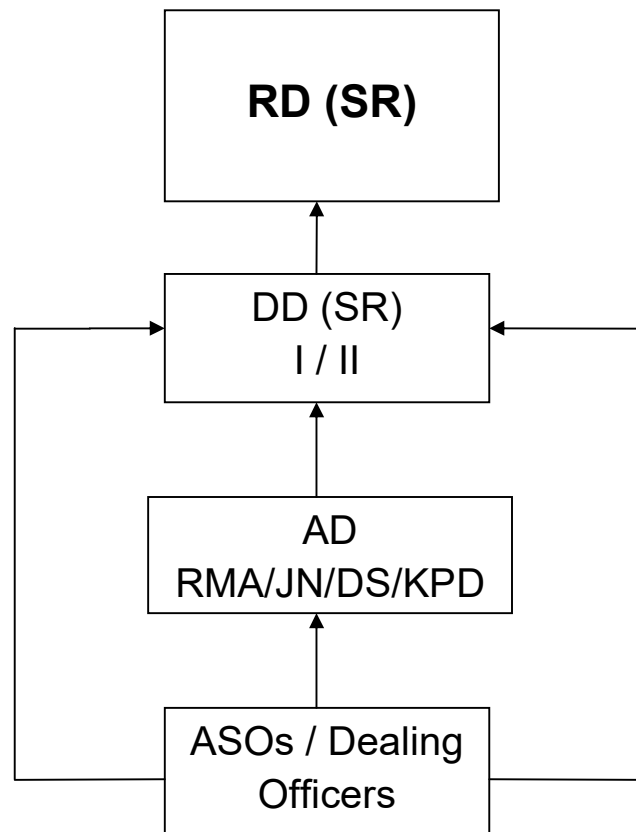 RD (SR)
DD (SR)
I / II
AD
RMA/JN/DS/KPD
ASOs / Dealing
Officers